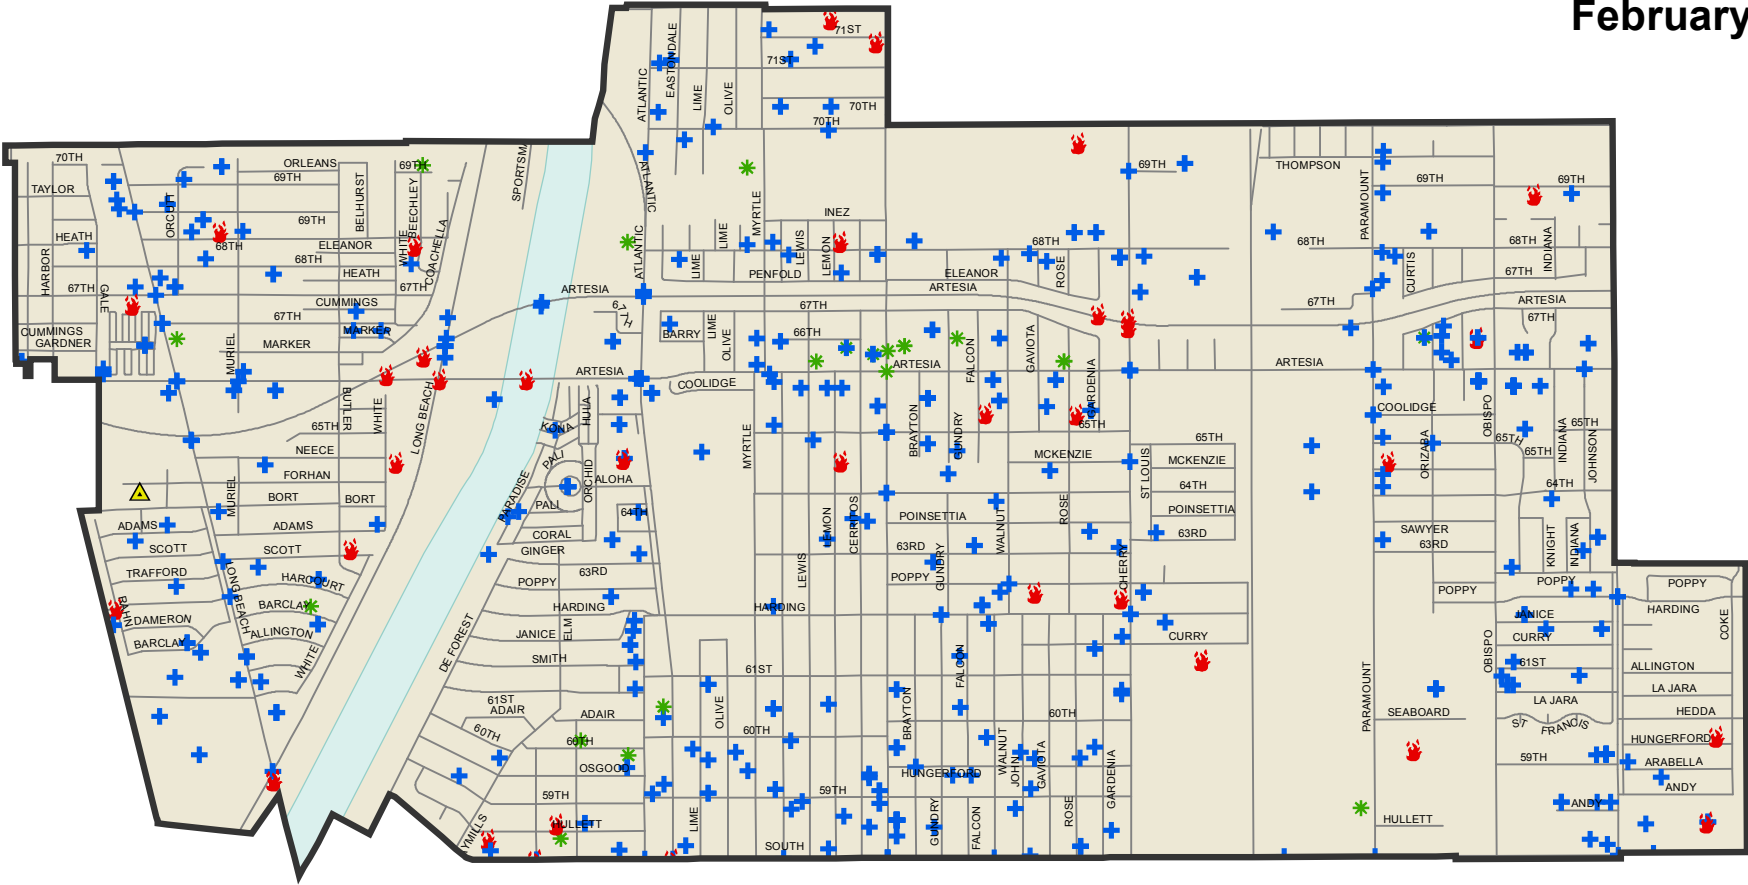 February
71ST
71ST
EASTONDALE
ATLANTIC
LIME
OLIVE
70TH
70TH
70TH
ORLEANS
69TH
69TH
SPORTSMA
ATLANTIC
69TH
THOMPSON
PARAMOUNT
69TH
69TH
TAYLOR
BELHURST
BEECHLEY
ORCUTT
MYRTLE
INEZ
69TH
HEATH
68TH
ELEANOR
WHITE
COACHELLA
ATLANTIC
LIME
LEWIS
LEMON
68TH
68TH
68TH
INDIANA
HARBOR
68TH
HEATH
LIME
PENFOLD
ELEANOR
ROSE
CURTIS
67TH
67TH
GALE
67TH
ARTESIA
ARTESIA
CUMMINGS
67TH
67TH
67TH
ARTESIA
67TH
67TH
CUMMINGS
GARDNER
MARKER
MARKER
MURIEL
BARRY
LIME
OLIVE
66TH
FALCON
GAVIOTA
ARTESIA
ARTESIA
ARTESIA
COOLIDGE
GARDENIA
BUTLER
WHITE
LONG BEACH
HULA
KONA
BRAYTON
GUNDRY
65TH
COOLIDGE
OBISPO
65TH
NEECE
MYRTLE
65TH
65TH
65TH
65TH
ORIZABA
INDIANA
JOHNSON
PALI
MCKENZIE
ST LOUIS
MCKENZIE
FORHAN
ORCHID
ALOHA
64TH
64TH
MURIEL
BORT
BORT
PARADISE
PALI
64TH
LEMON
CERRITOS
POINSETTIA
WALNUT
ROSE
POINSETTIA
ADAMS
ADAMS
CORAL
63RD
SAWYER
63RD
KNIGHT
INDIANA
SCOTT
SCOTT
GINGER
63RD
63RD
GUNDRY
CHERRY
TRAFFORD
HARCOURT
LONG BEACH
LEWIS
POPPY
POPPY
POPPY
POPPY
POPPY
RAHN
BARCLAY
HARDING
HARDING
HARDING
COKE
DAMERON
ALLINGTON
ELM
JANICE
JANICE
CURRY
CURRY
BARCLAY
WHITE
DE FOREST
SMITH
61ST
FALCON
OBISPO
61ST
ALLINGTON
PARAMOUNT
LA JARA
LA JARA
61ST
ADAIR
ADAIR
OLIVE
BRAYTON
60TH
SEABOARD
ST FRANCIS
HEDDA
60TH
60TH
60TH
WALNUT
JOHN
GAVIOTA
HUNGERFORD
OSGOOD
HUNGERFORD
GARDENIA
59TH
ARABELLA
59TH
59TH
ANDY
ANDY
LIME
GUNDRY
FALCON
ROSE
HULLETT
HULLETT
YMILLS
SOUTH